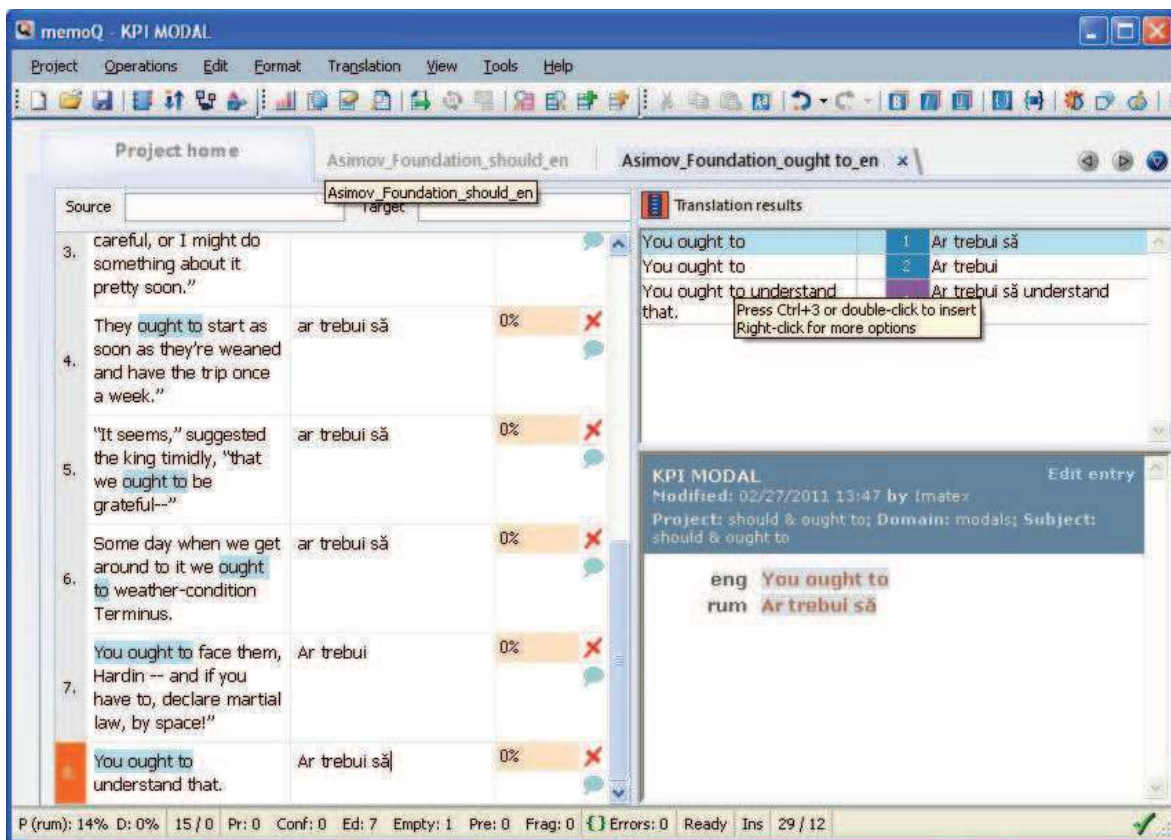 memoQ - KPI MODAL
Project Operations Edit Format Translation View Tools Help
Project home
Asimov_Foundation_should_en
Asimov_Foundation_ought to_en x
Asimov_Foundation_should_en
Source
Target
3. careful, or I might do
something about it
pretty soon.”
4. They ought to start as
soon as they’re weaned
and have the trip once
a week.”
ar trebui să
0%
5. “It seems,” suggested
the king timidly, “that
we ought to be
grateful--”
ar trebui să
0%
6. Some day when we get
around to it we ought
to weather-condition
Terminus.
ar trebui să
0%
7. You ought to face them,
Hardin -- and if you
have to, declare martial
law, by space!”
Ar trebui
0%
You ought to
understand that.
Ar trebui să
0%
Translation results
You ought to 1 Ar trebui să
You ought to 2 Ar trebui
You ought to understand
that.
Ar trebui să understand
Press Ctrl+3 or double-click to insert
Right-click for more options
KPI MODAL Edit entry
Modified: 02/27/2011 13:47 by Imatex
Project: should & ought to; Domain: modals; Subject:
should & ought to
eng You ought to
rum Ar trebui să
P (rum): 14% D: 0% 15 / 0 Pr: 0 Conf: 0 Ed: 7 Empty: 1 Pre: 0 Frag: 0 {} Errors: 0 Ready Ins 29 / 12